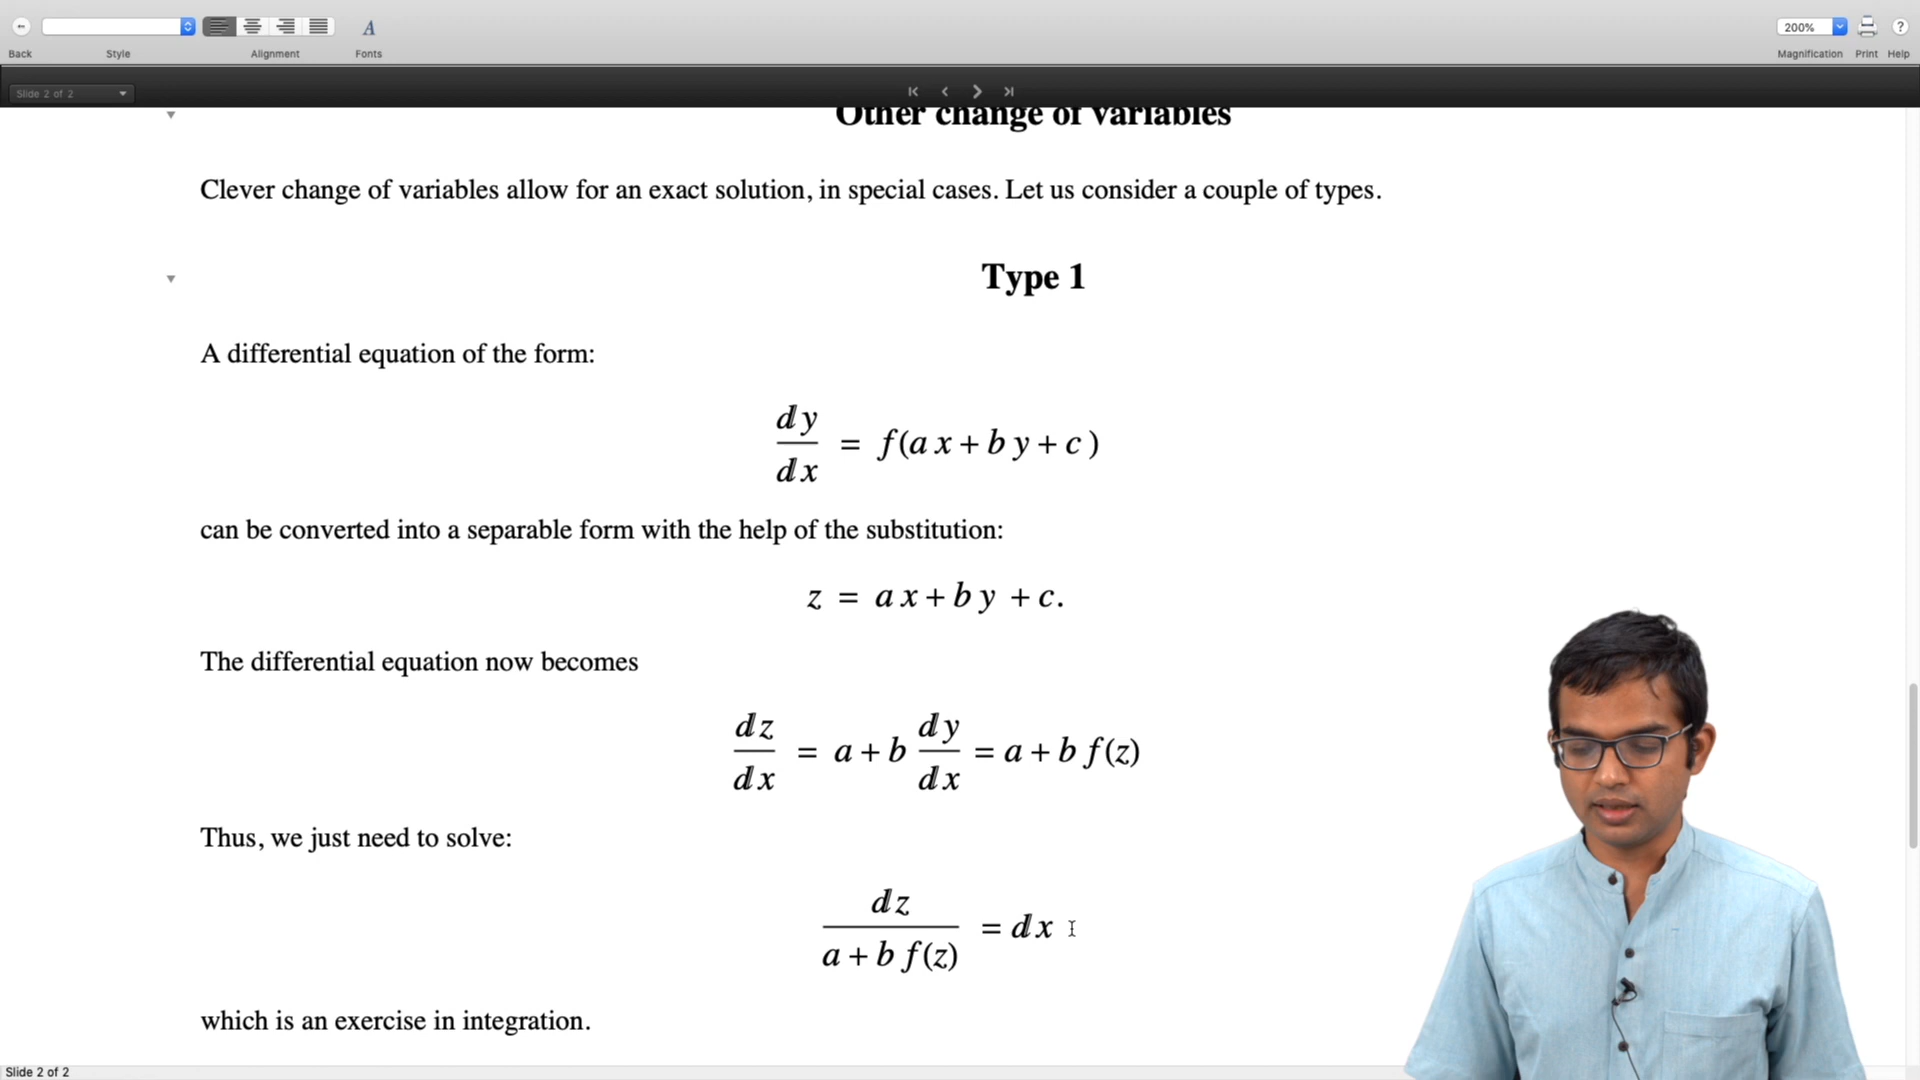 200%
Back Style Alignment Fonts Magnification Print Help
Slide 2 of 2
Other change of variables
Clever change of variables allow for an exact solution, in special cases. Let us consider a couple of types.
Type 1
A differential equation of the form:
dy/dx = f(a x + b y + c)
can be converted into a separable form with the help of the substitution:
z = a x + b y + c.
The differential equation now becomes
dz/dx = a + b dy/dx = a + b f(z)
Thus, we just need to solve:
dz/(a + b f(z)) = dx
which is an exercise in integration.
Slide 2 of 2